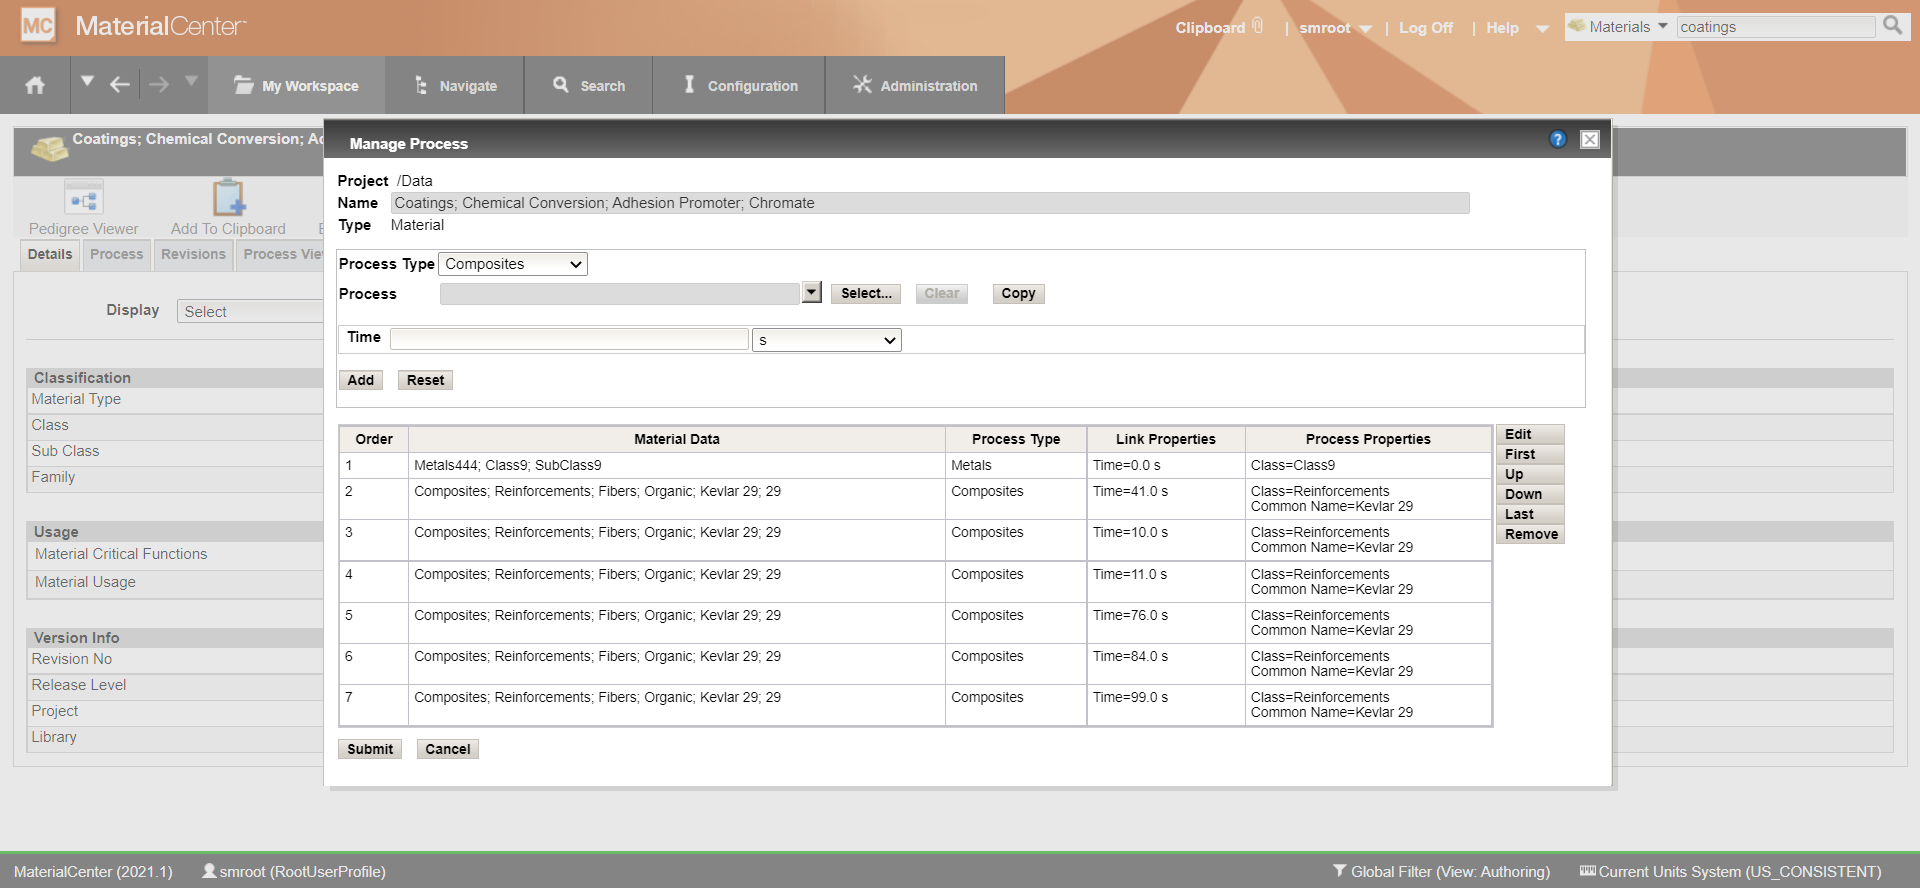 MC MaterialCenter
Clipboard | smroot | Log Off | Help
Materials coatings
My Workspace Navigate Search Configuration Administration
Coatings; Chemical Conversion;
Pedigree Viewer Add To Clipboard
Details Process Revisions Process Vie
Display Select
Classification
Material Type
Class
Sub Class
Family
Usage
Material Critical Functions
Material Usage
Version Info
Revision No
Release Level
Project
Library
Manage Process ?
Project /Data
Name Coatings; Chemical Conversion; Adhesion Promoter; Chromate
Type Material
Process Type Composites
Process Select... Clear Copy
Time s
Add Reset
Order Material Data Process Type Link Properties Process Properties
1 Metals444; Class9; SubClass9 Metals Time=0.0 s Class=Class9
2 Composites; Reinforcements; Fibers; Organic; Kevlar 29; 29 Composites Time=41.0 s Class=Reinforcements
Common Name=Kevlar 29
3 Composites; Reinforcements; Fibers; Organic; Kevlar 29; 29 Composites Time=10.0 s Class=Reinforcements
Common Name=Kevlar 29
4 Composites; Reinforcements; Fibers; Organic; Kevlar 29; 29 Composites Time=11.0 s Class=Reinforcements
Common Name=Kevlar 29
5 Composites; Reinforcements; Fibers; Organic; Kevlar 29; 29 Composites Time=76.0 s Class=Reinforcements
Common Name=Kevlar 29
6 Composites; Reinforcements; Fibers; Organic; Kevlar 29; 29 Composites Time=84.0 s Class=Reinforcements
Common Name=Kevlar 29
7 Composites; Reinforcements; Fibers; Organic; Kevlar 29; 29 Composites Time=99.0 s Class=Reinforcements
Common Name=Kevlar 29
Edit
First
Up
Down
Last
Remove
Submit Cancel
MaterialCenter (2021.1) smroot (RootUserProfile) Global Filter (View: Authoring) Current Units System (US_CONSISTENT)